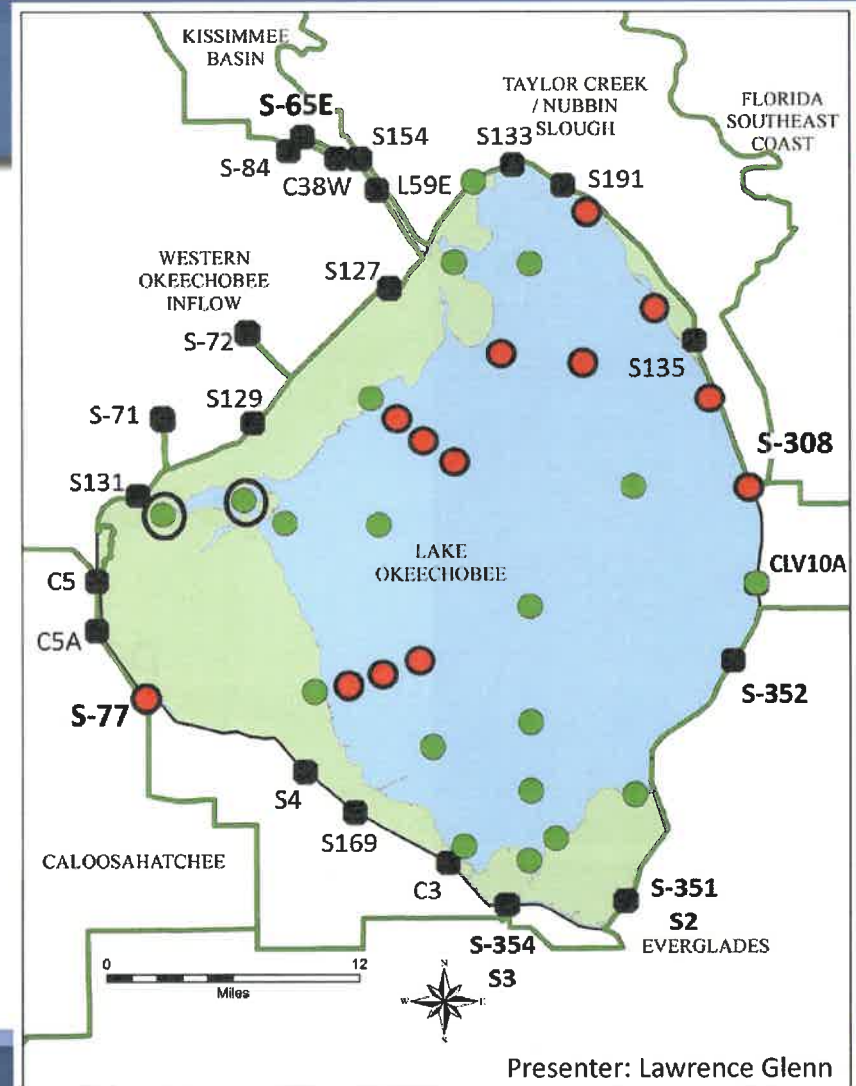 KISSIMMEE
BASIN
S-65E
TAYLOR CREEK
/ NUBBIN
SLOUGH
FLORIDA
SOUTHEAST
COAST
S154
S133
S-84
C38W
L59E
S191
WESTERN
OKEECHOBEE
INFLOW
S127
S-72
S135
S-71
S129
S-308
S131
LAKE
OKEECHOBEE
CLV10A
C5
C5A
S-352
S-77
S4
S169
CALOOSAHATCHEE
C3
S-351
S2
EVERGLADES
S-354
S3
0 12
Miles
N
W E
S
Presenter: Lawrence Glenn